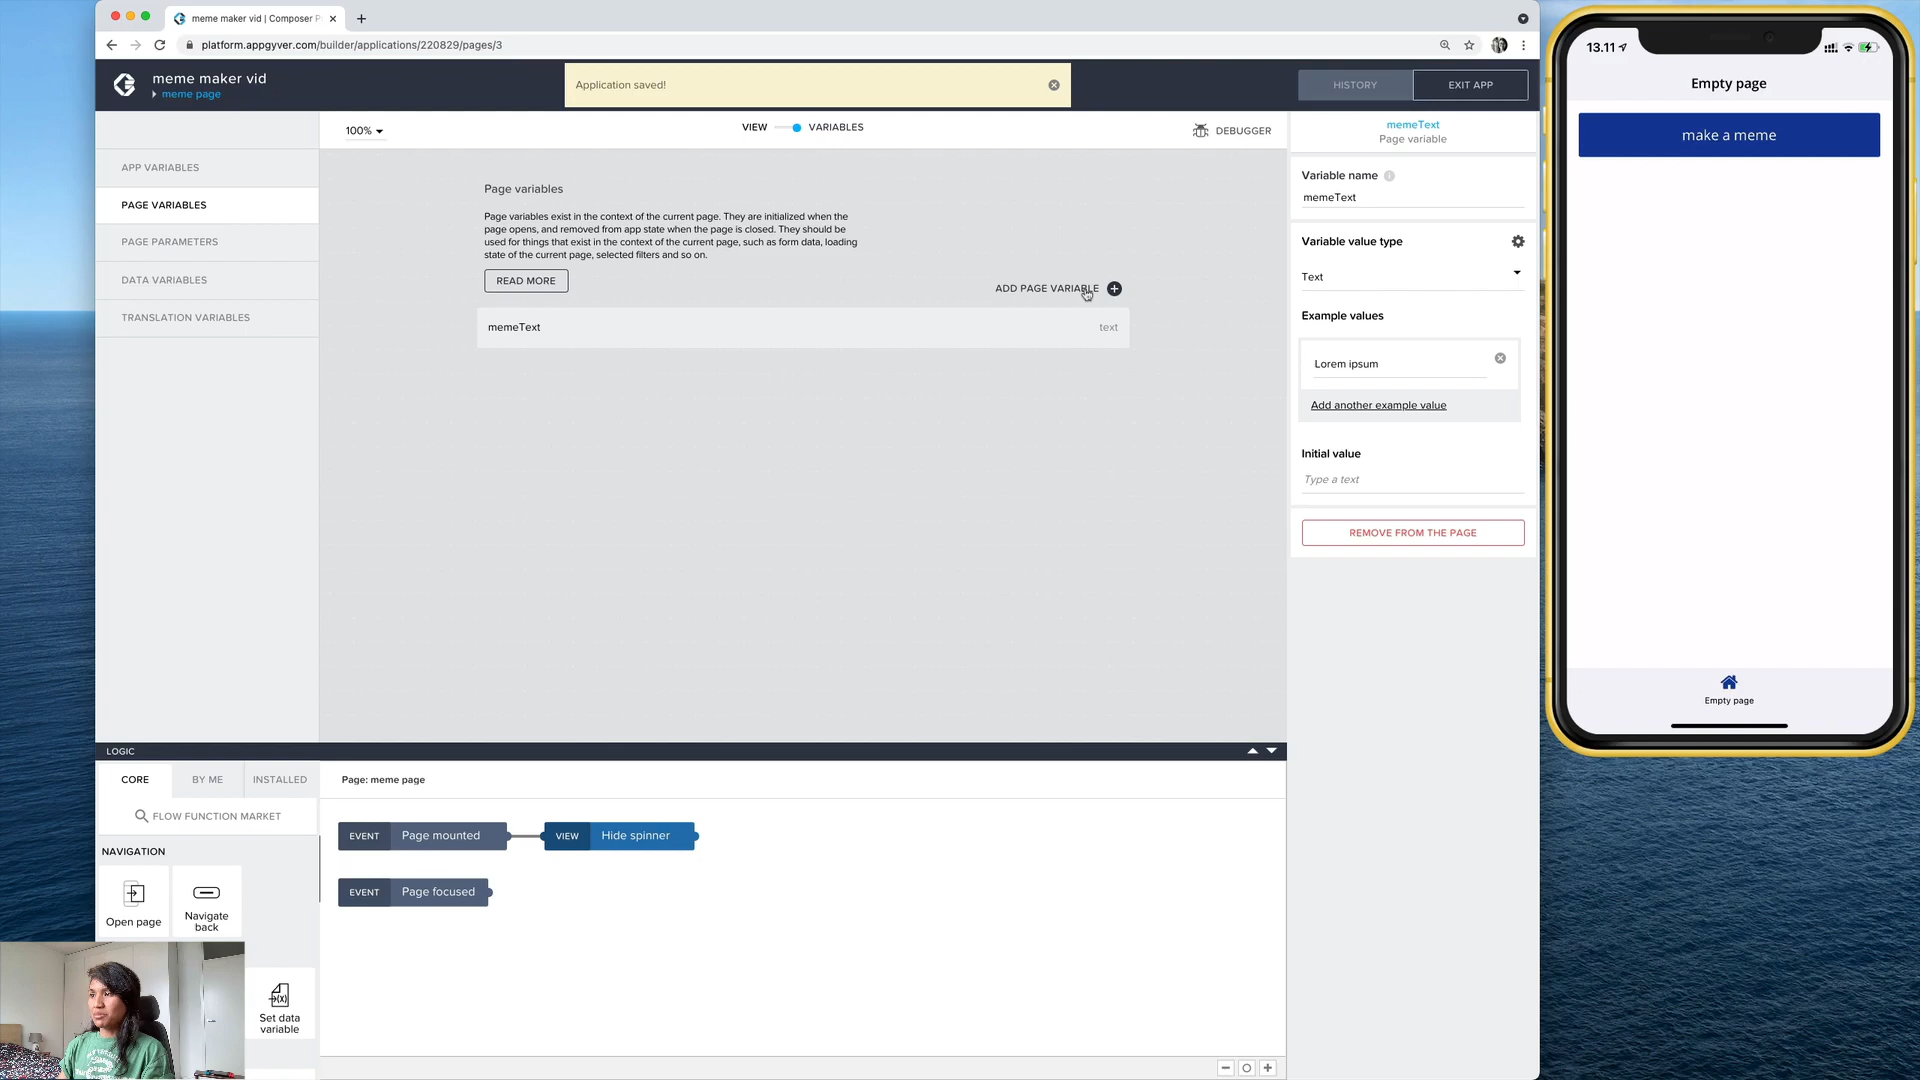 meme maker vid | Composer P
platform.appgyver.com/builder/applications/220829/pages/3
meme maker vid
meme page
Application saved!
HISTORY
EXIT APP
100%
VIEW
VARIABLES
DEBUGGER
APP VARIABLES
PAGE VARIABLES
PAGE PARAMETERS
DATA VARIABLES
TRANSLATION VARIABLES
Page variables
Page variables exist in the context of the current page. They are initialized when the
page opens, and removed from app state when the page is closed. They should be
used for things that exist in the context of the current page, such as form data, loading
state of the current page, selected filters and so on.
READ MORE
ADD PAGE VARIABLE
memeText
text
memeText
Page variable
Variable name
memeText
Variable value type
Text
Example values
Lorem ipsum
Add another example value
Initial value
Type a text
REMOVE FROM THE PAGE
LOGIC
CORE
BY ME
INSTALLED
FLOW FUNCTION MARKET
NAVIGATION
Open page
Navigate
back
Set data
variable
Page: meme page
EVENT
Page mounted
VIEW
Hide spinner
EVENT
Page focused
13.11
Empty page
make a meme
Empty page